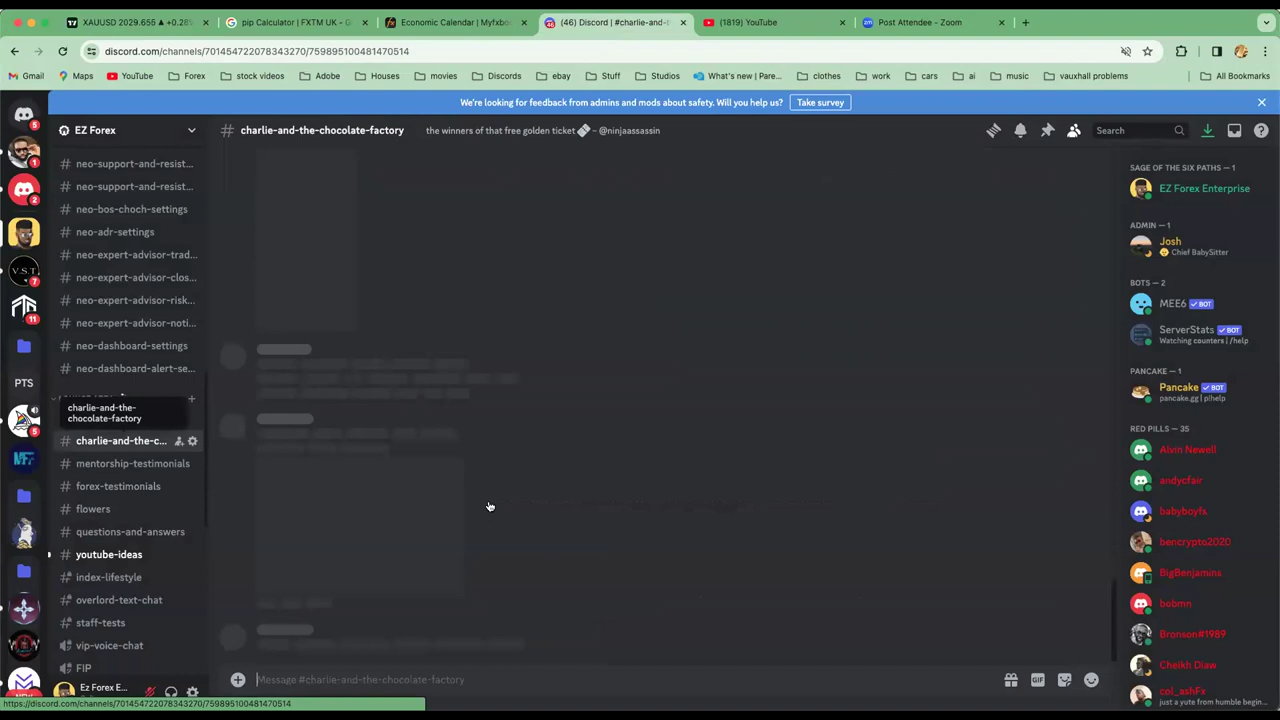 XAUUSD 2029.655 ▲ +0.28
pip Calculator | FXTM UK – G
Economic Calendar | Myfxbo
(46) Discord | #charlie-and-t
(1819) YouTube
Post Attendee - Zoom
discord.com/channels/701454722078343270/759895100481470514
Gmail
Maps
YouTube
Forex
stock videos
Adobe
Houses
movies
Discords
ebay
Stuff
Studios
What's new | Pare...
clothes
work
cars
ai
music
vauxhall problems
All Bookmarks
We're looking for feedback from admins and mods about safety. Will you help us?
Take survey
EZ Forex
# charlie-and-the-chocolate-factory
the winners of that free golden ticket – @ninjaassassin
Search
5
1
2
7
11
PTS
5
NEW
# neo-support-and-resist...
# neo-support-and-resist...
# neo-bos-choch-settings
# neo-adr-settings
# neo-expert-advisor-trad...
# neo-expert-advisor-clos...
# neo-expert-advisor-risk...
# neo-expert-advisor-noti...
# neo-dashboard-settings
# neo-dashboard-alert-se...
charlie-and-the-
chocolate-factory
# charlie-and-the-c...
# mentorship-testimonials
# forex-testimonials
# flowers
# questions-and-answers
# youtube-ideas
# index-lifestyle
# overlord-text-chat
# staff-tests
vip-voice-chat
FIP
Ez Forex E...
Message #charlie-and-the-chocolate-factory
GIF
SAGE OF THE SIX PATHS — 1
EZ Forex Enterprise
ADMIN — 1
Josh
Chief BabySitter
BOTS — 2
MEE6 ✓ BOT
ServerStats ✓ BOT
Watching counters | /help
PANCAKE — 1
Pancake ✓ BOT
pancake.gg | p!help
RED PILLS — 35
Alvin Newell
andycfair
babyboyfx
bencrypto2020
BigBenjamins
bobmn
Bronson#1989
Cheikh Diaw
col_ashFx
just a yute from humble begin...
https://discord.com/channels/701454722078343270/759895100481470514